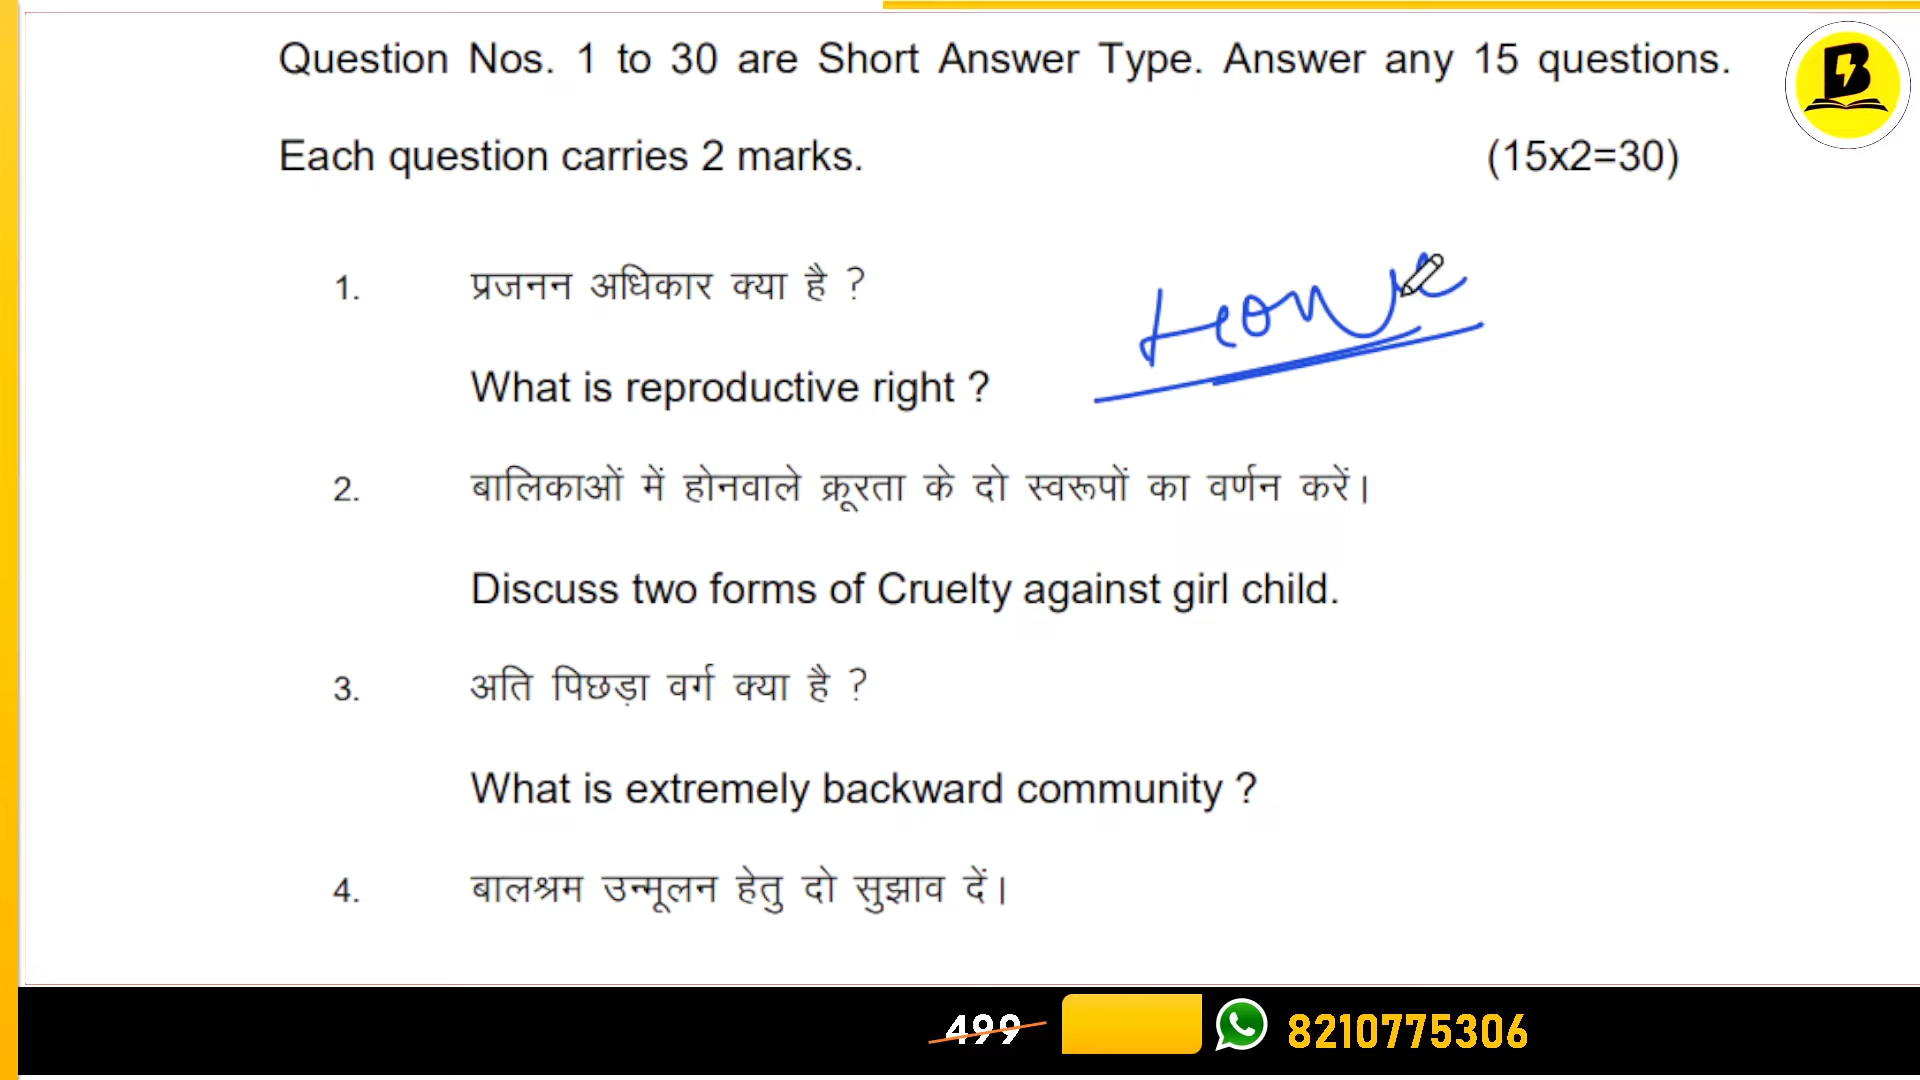 Question Nos. 1 to 30 are Short Answer Type. Answer any 15 questions.
Each question carries 2 marks. (15x2=30)
1. प्रजनन अधिकार क्या है ?
What is reproductive right ?
2. बालिकाओं में होनवाले क्रूरता के दो स्वरूपों का वर्णन करें।
Discuss two forms of Cruelty against girl child.
3. अति पिछड़ा वर्ग क्या है ?
What is extremely backward community ?
4. बालश्रम उन्मूलन हेतु दो सुझाव दें।
499 8210775306